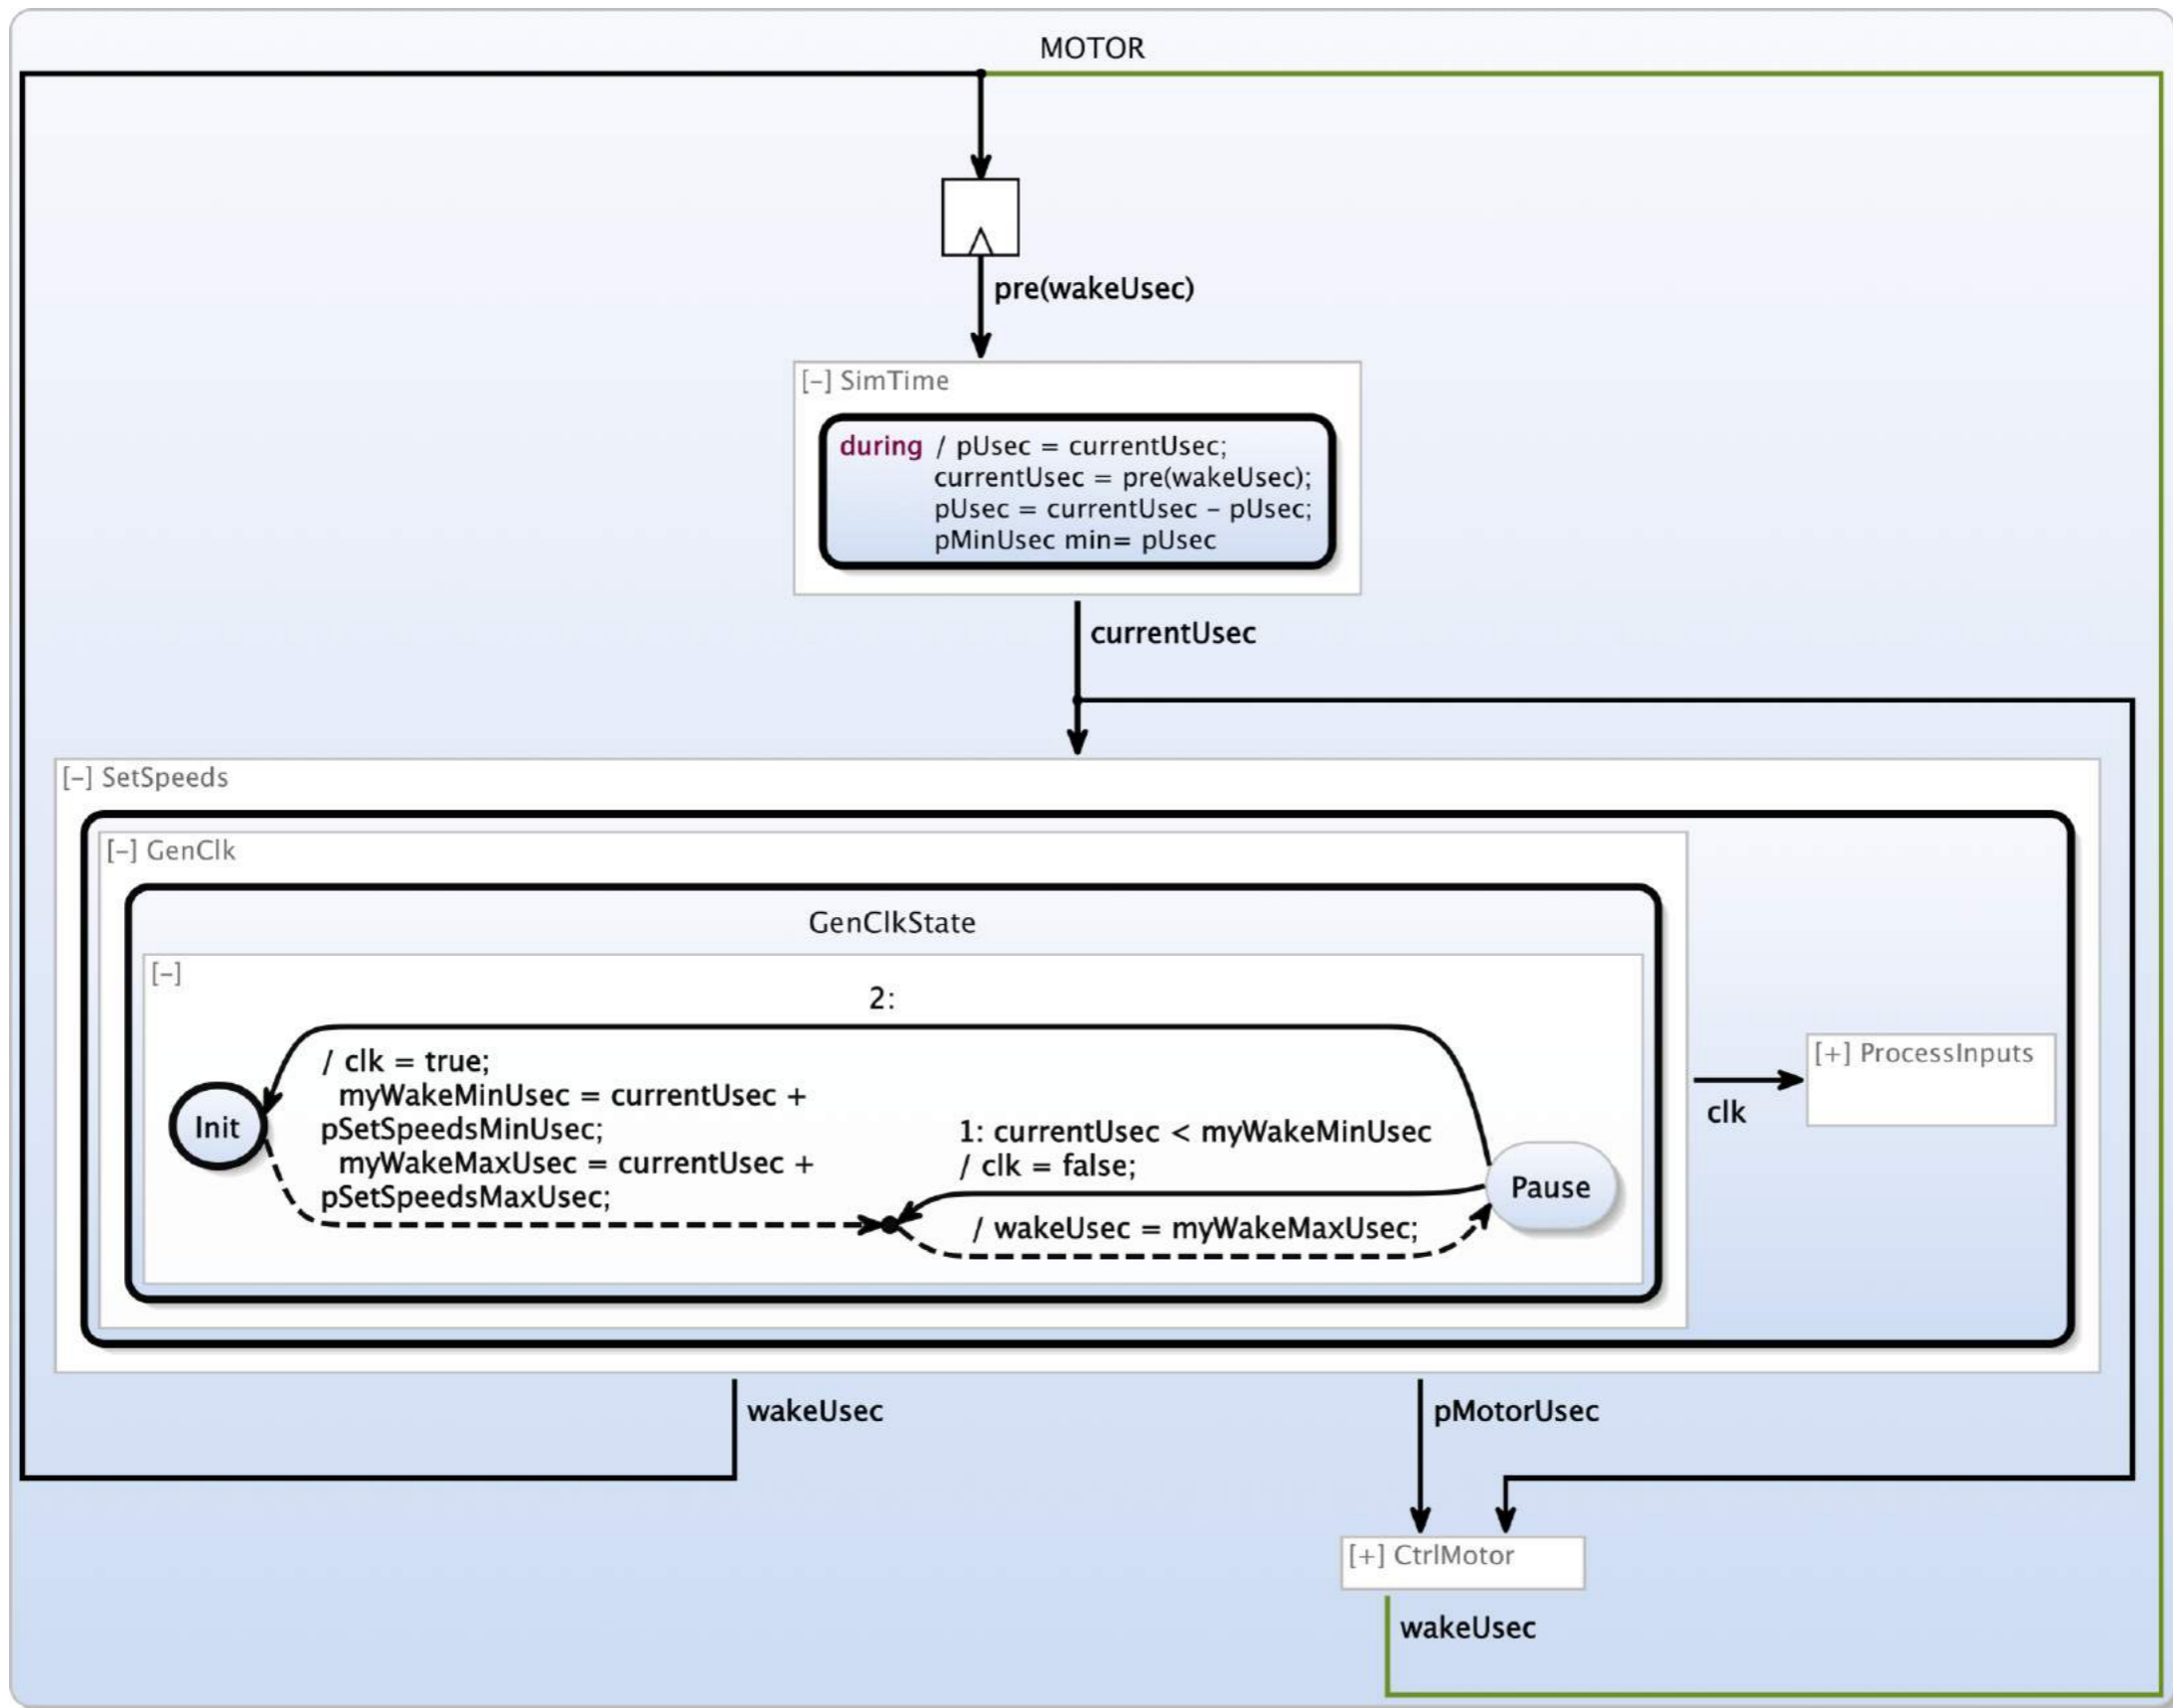 MOTOR
pre(wakeUsec)
[-] SimTime
during / pUsec = currentUsec;
currentUsec = pre(wakeUsec);
pUsec = currentUsec - pUsec;
pMinUsec min= pUsec
currentUsec
[-] SetSpeeds
[-] GenClk
GenClkState
[-]
2:
/ clk = true;
myWakeMinUsec = currentUsec +
pSetSpeedsMinUsec;
myWakeMaxUsec = currentUsec +
pSetSpeedsMaxUsec;
Init
1: currentUsec < myWakeMinUsec
/ clk = false;
Pause
/ wakeUsec = myWakeMaxUsec;
[+] ProcessInputs
clk
wakeUsec
pMotorUsec
[+] CtrlMotor
wakeUsec